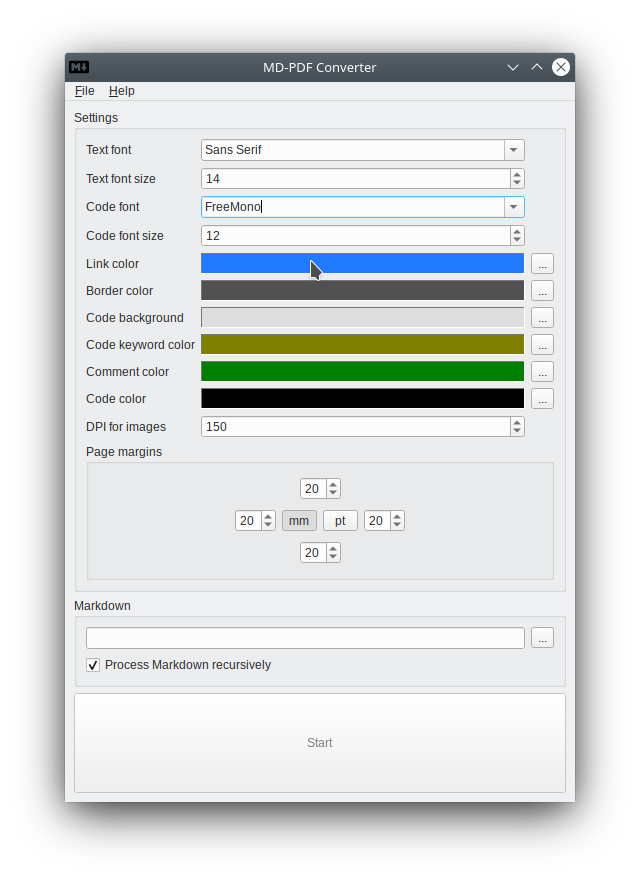 M↓ MD-PDF Converter
File Help
Settings
Text font Sans Serif
Text font size 14
Code font FreeMono
Code font size 12
Link color ...
Border color ...
Code background ...
Code keyword color ...
Comment color ...
Code color ...
DPI for images 150
Page margins
20
20 mm pt 20
20
Markdown
...
Process Markdown recursively
Start